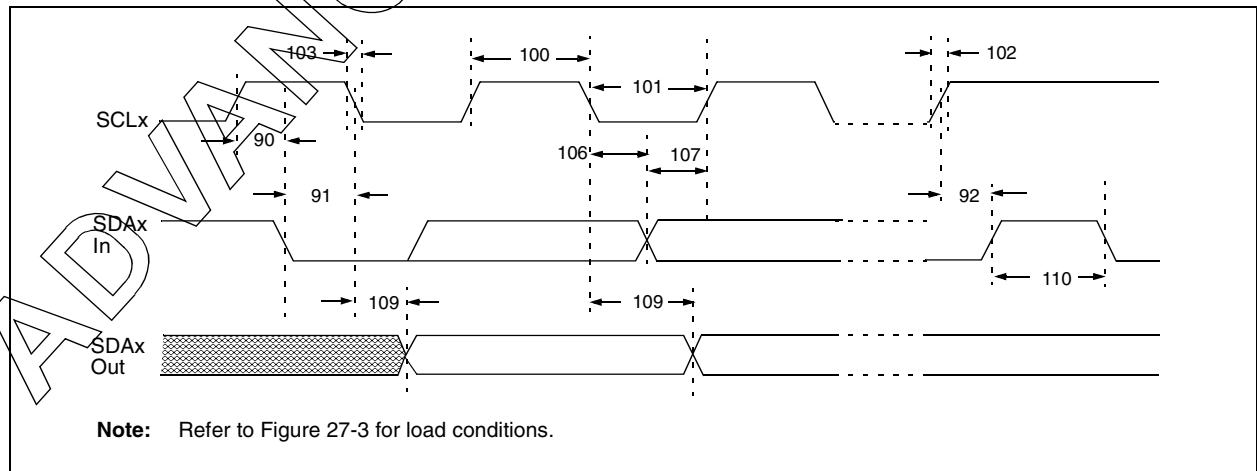 103
100
102
101
SCLx
90
106
107
91
92
SDAx
In
110
109
109
SDAx
Out
Note: Refer to Figure 27-3 for load conditions.
ADVANC